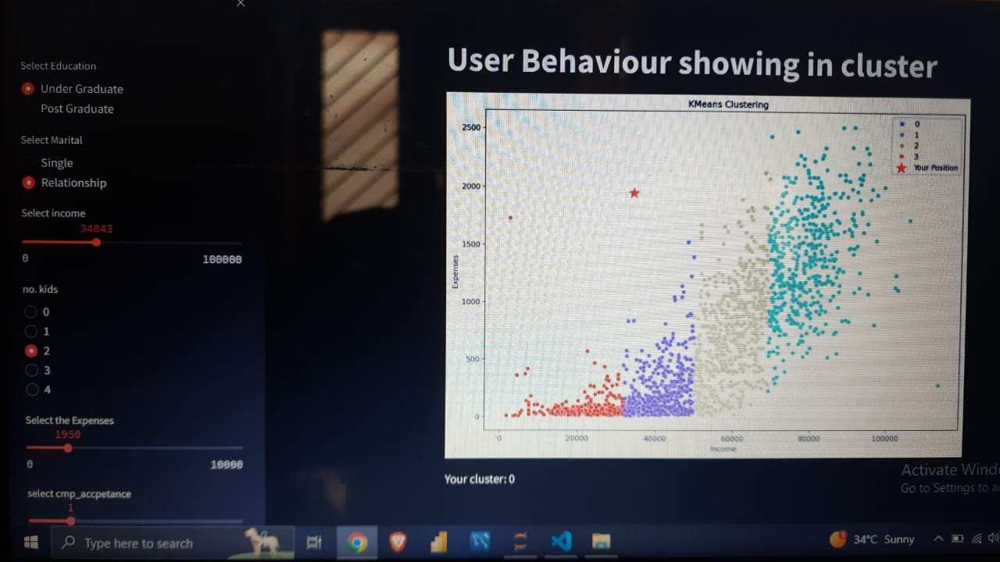 Select Education
Under Graduate
Post Graduate
Select Marital
Single
Relationship
Select income
34043
0
100000
no. kids
0
1
2
3
4
Select the Expenses
1950
0
10000
select cmp_accpetance
1
User Behaviour showing in cluster
KMeans Clustering
0
1
2
3
Your Position
2500
2000
1500
1000
500
0
Expenses
0
20000
40000
60000
80000
100000
Income
Your cluster: 0
Activate Wind
Go to Settings to a
Type here to search
34°C Sunny